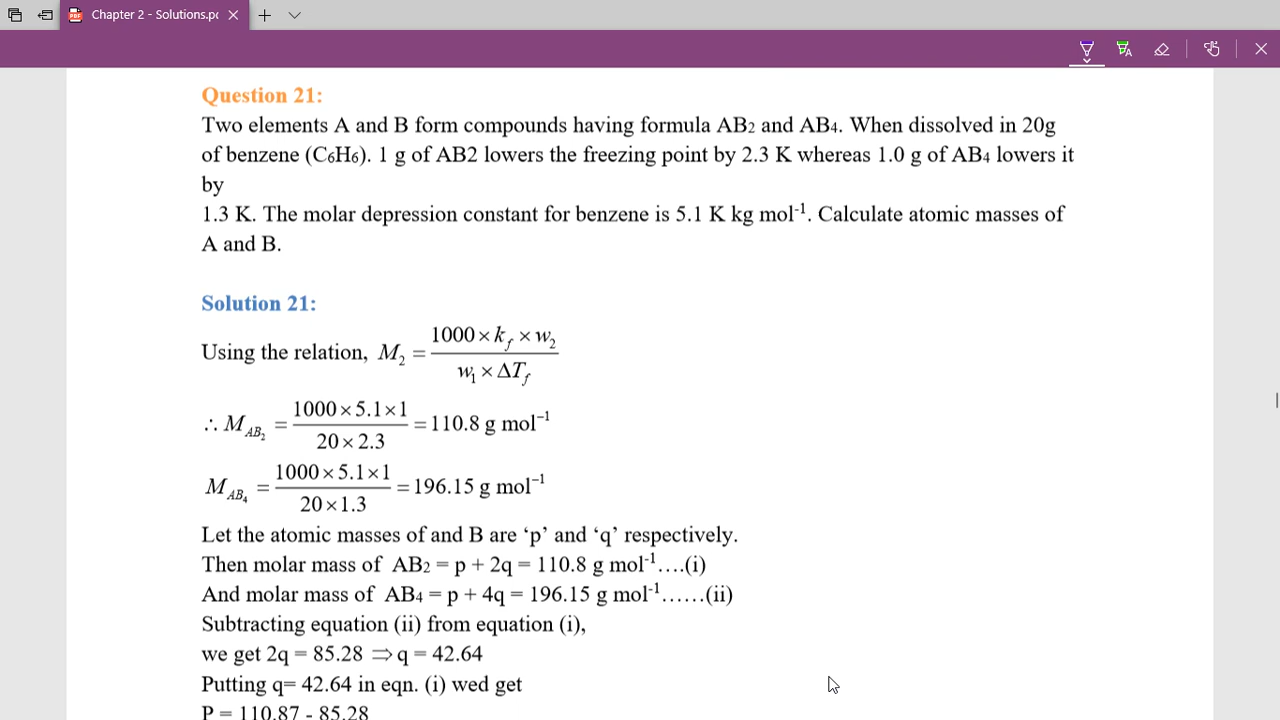 Chapter 2 - Solutions.pc
Question 21:
Two elements A and B form compounds having formula AB₂ and AB₄. When dissolved in 20g
of benzene (C₆H₆). 1 g of AB2 lowers the freezing point by 2.3 K whereas 1.0 g of AB₄ lowers it
by
1.3 K. The molar depression constant for benzene is 5.1 K kg mol⁻¹. Calculate atomic masses of
A and B.
Solution 21:
Using the relation, M₂ = (1000 × k_f × w₂) / (w₁ × ΔT_f)
∴ M_AB₂ = (1000 × 5.1 × 1) / (20 × 2.3) = 110.8 g mol⁻¹
M_AB₄ = (1000 × 5.1 × 1) / (20 × 1.3) = 196.15 g mol⁻¹
Let the atomic masses of and B are ‘p’ and ‘q’ respectively.
Then molar mass of AB₂ = p + 2q = 110.8 g mol⁻¹….(i)
And molar mass of AB₄ = p + 4q = 196.15 g mol⁻¹……(ii)
Subtracting equation (ii) from equation (i),
we get 2q = 85.28 ⇒ q = 42.64
Putting q= 42.64 in eqn. (i) wed get
P = 110.87 - 85.28